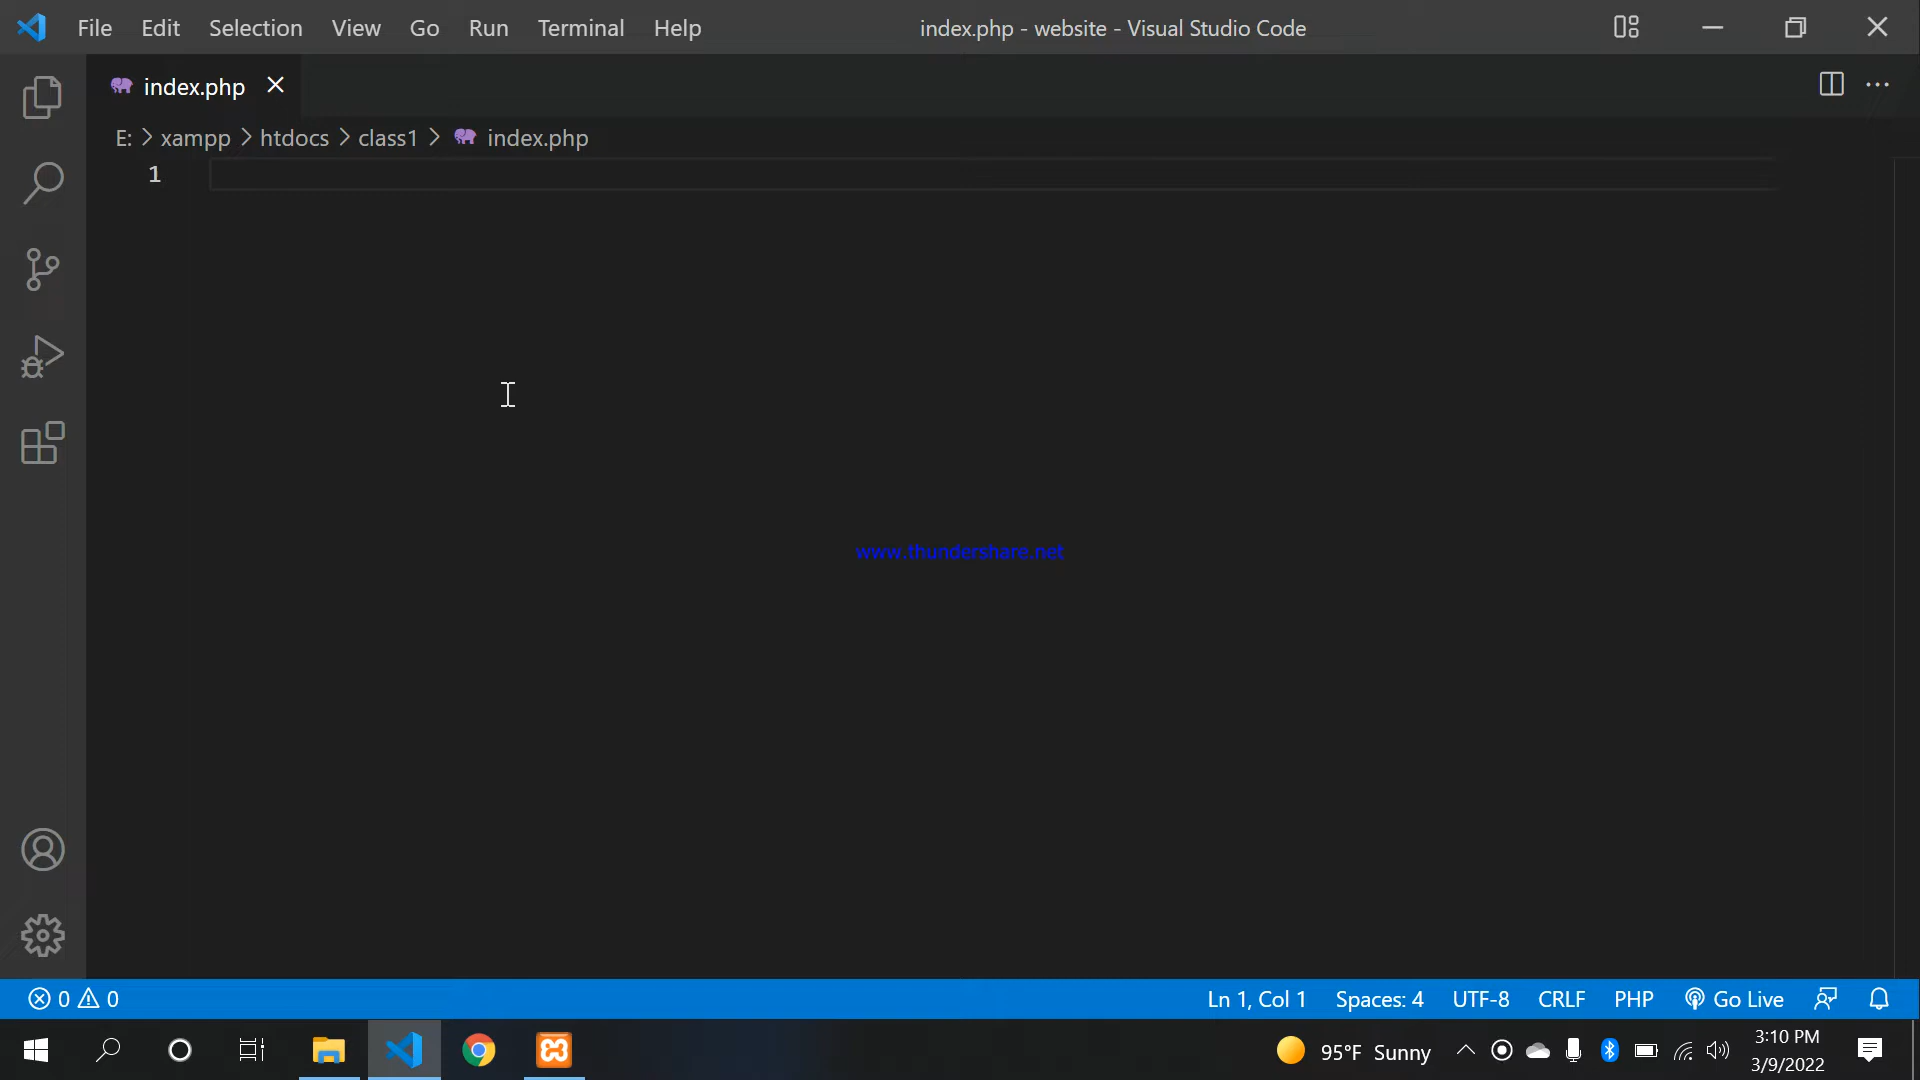 File Edit Selection View Go Run Terminal Help index.php - website - Visual Studio Code
index.php
E: > xampp > htdocs > class1 > index.php
1
www.thundershare.net
0 0 Ln 1, Col 1 Spaces: 4 UTF-8 CRLF PHP Go Live
95°F Sunny
3:10 PM
3/9/2022